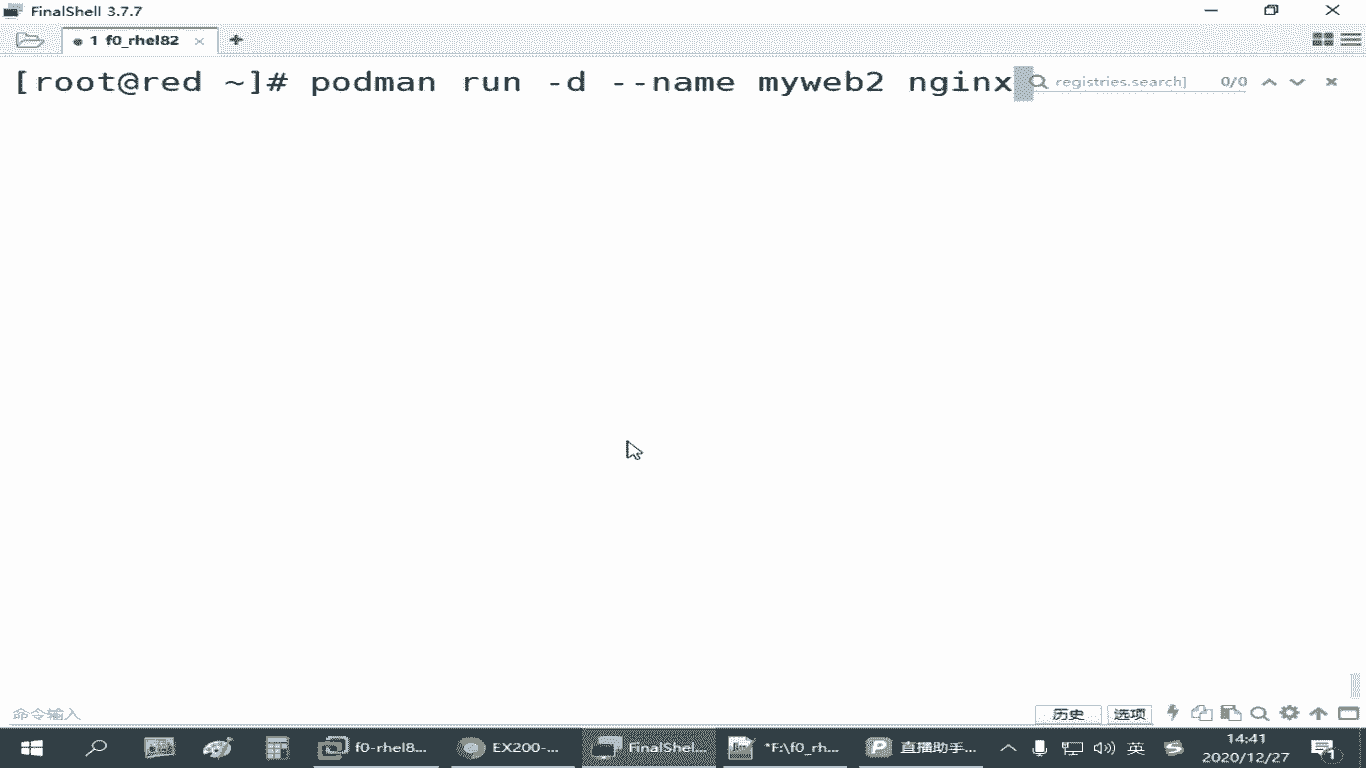 FinalShell 3.7.7
1 f0_rhel82
[root@red ~]# podman run -d --name myweb2 nginx
registries.search] 0/0
命令输入 历史 选项
f0-rhel8... EX200-... FinalShel... *F:\f0_rh... 直播助手... 英 14:41
2020/12/27 1